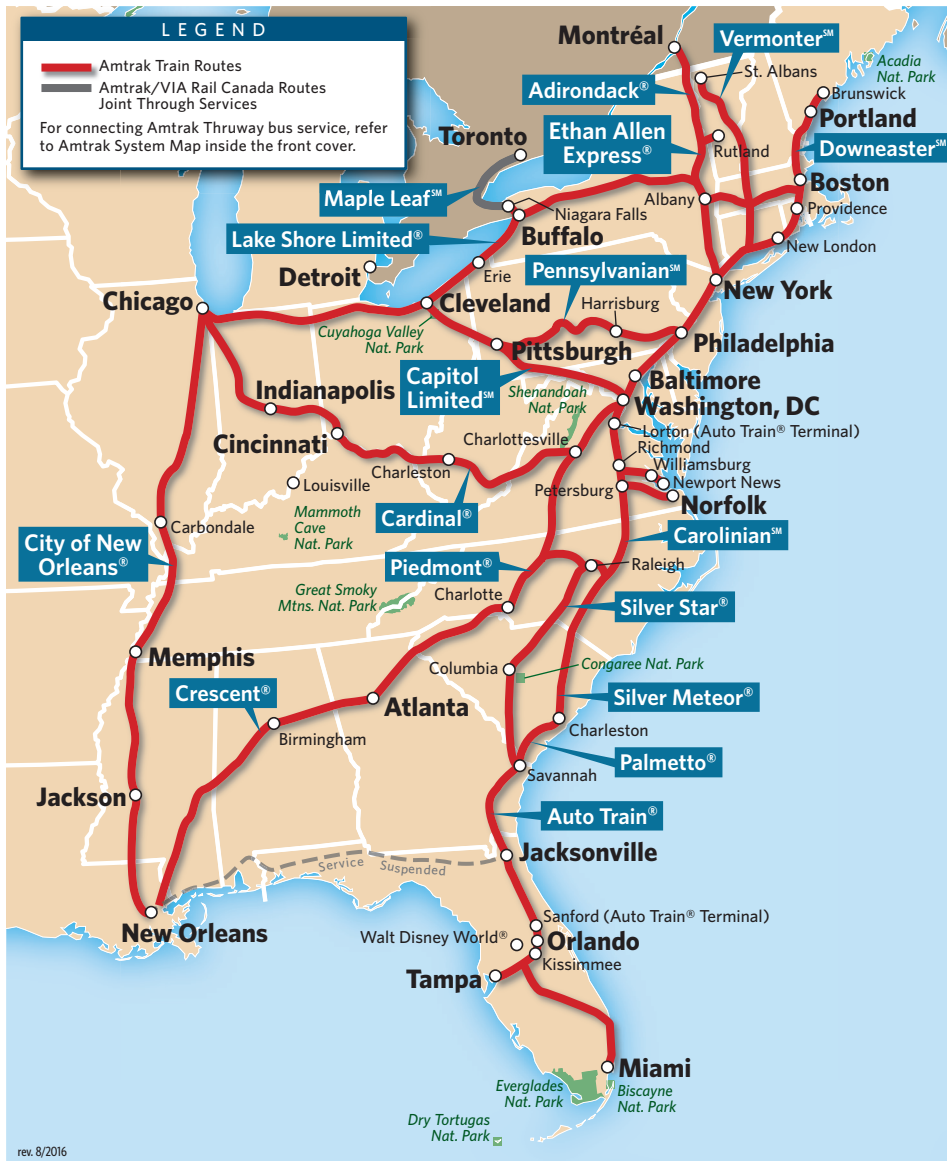 LEGEND
Amtrak Train Routes
Amtrak/VIA Rail Canada Routes
Joint Through Services
For connecting Amtrak Thruway bus service, refer
to Amtrak System Map inside the front cover.
Montréal
Vermonter℠
St. Albans
Acadia
Nat. Park
Adirondack®
Brunswick
Portland
Ethan Allen
Express®
Toronto
Rutland
Downeaster℠
Maple Leaf℠
Boston
Albany
Niagara Falls
Providence
Lake Shore Limited®
Buffalo
New London
Detroit
Erie
Pennsylvanian℠
New York
Chicago
Cleveland
Harrisburg
Cuyahoga Valley
Nat. Park
Pittsburgh
Philadelphia
Capitol
Limited℠
Baltimore
Indianapolis
Shenandoah
Nat. Park
Washington, DC
Cincinnati
Charlottesville
Lorton (Auto Train® Terminal)
Richmond
Charleston
Williamsburg
Newport News
Louisville
Petersburg
Norfolk
Mammoth
Cave
Nat. Park
Cardinal®
Carbondale
City of New
Orleans®
Carolinian℠
Piedmont®
Raleigh
Great Smoky
Mtns. Nat. Park
Charlotte
Silver Star®
Memphis
Columbia
Congaree Nat. Park
Crescent®
Silver Meteor®
Atlanta
Birmingham
Charleston
Palmetto®
Savannah
Jackson
Auto Train®
Jacksonville
Service Suspended
New Orleans
Sanford (Auto Train® Terminal)
Walt Disney World®
Orlando
Kissimmee
Tampa
Miami
Everglades
Nat. Park
Biscayne
Nat. Park
Dry Tortugas
Nat. Park
rev. 8/2016